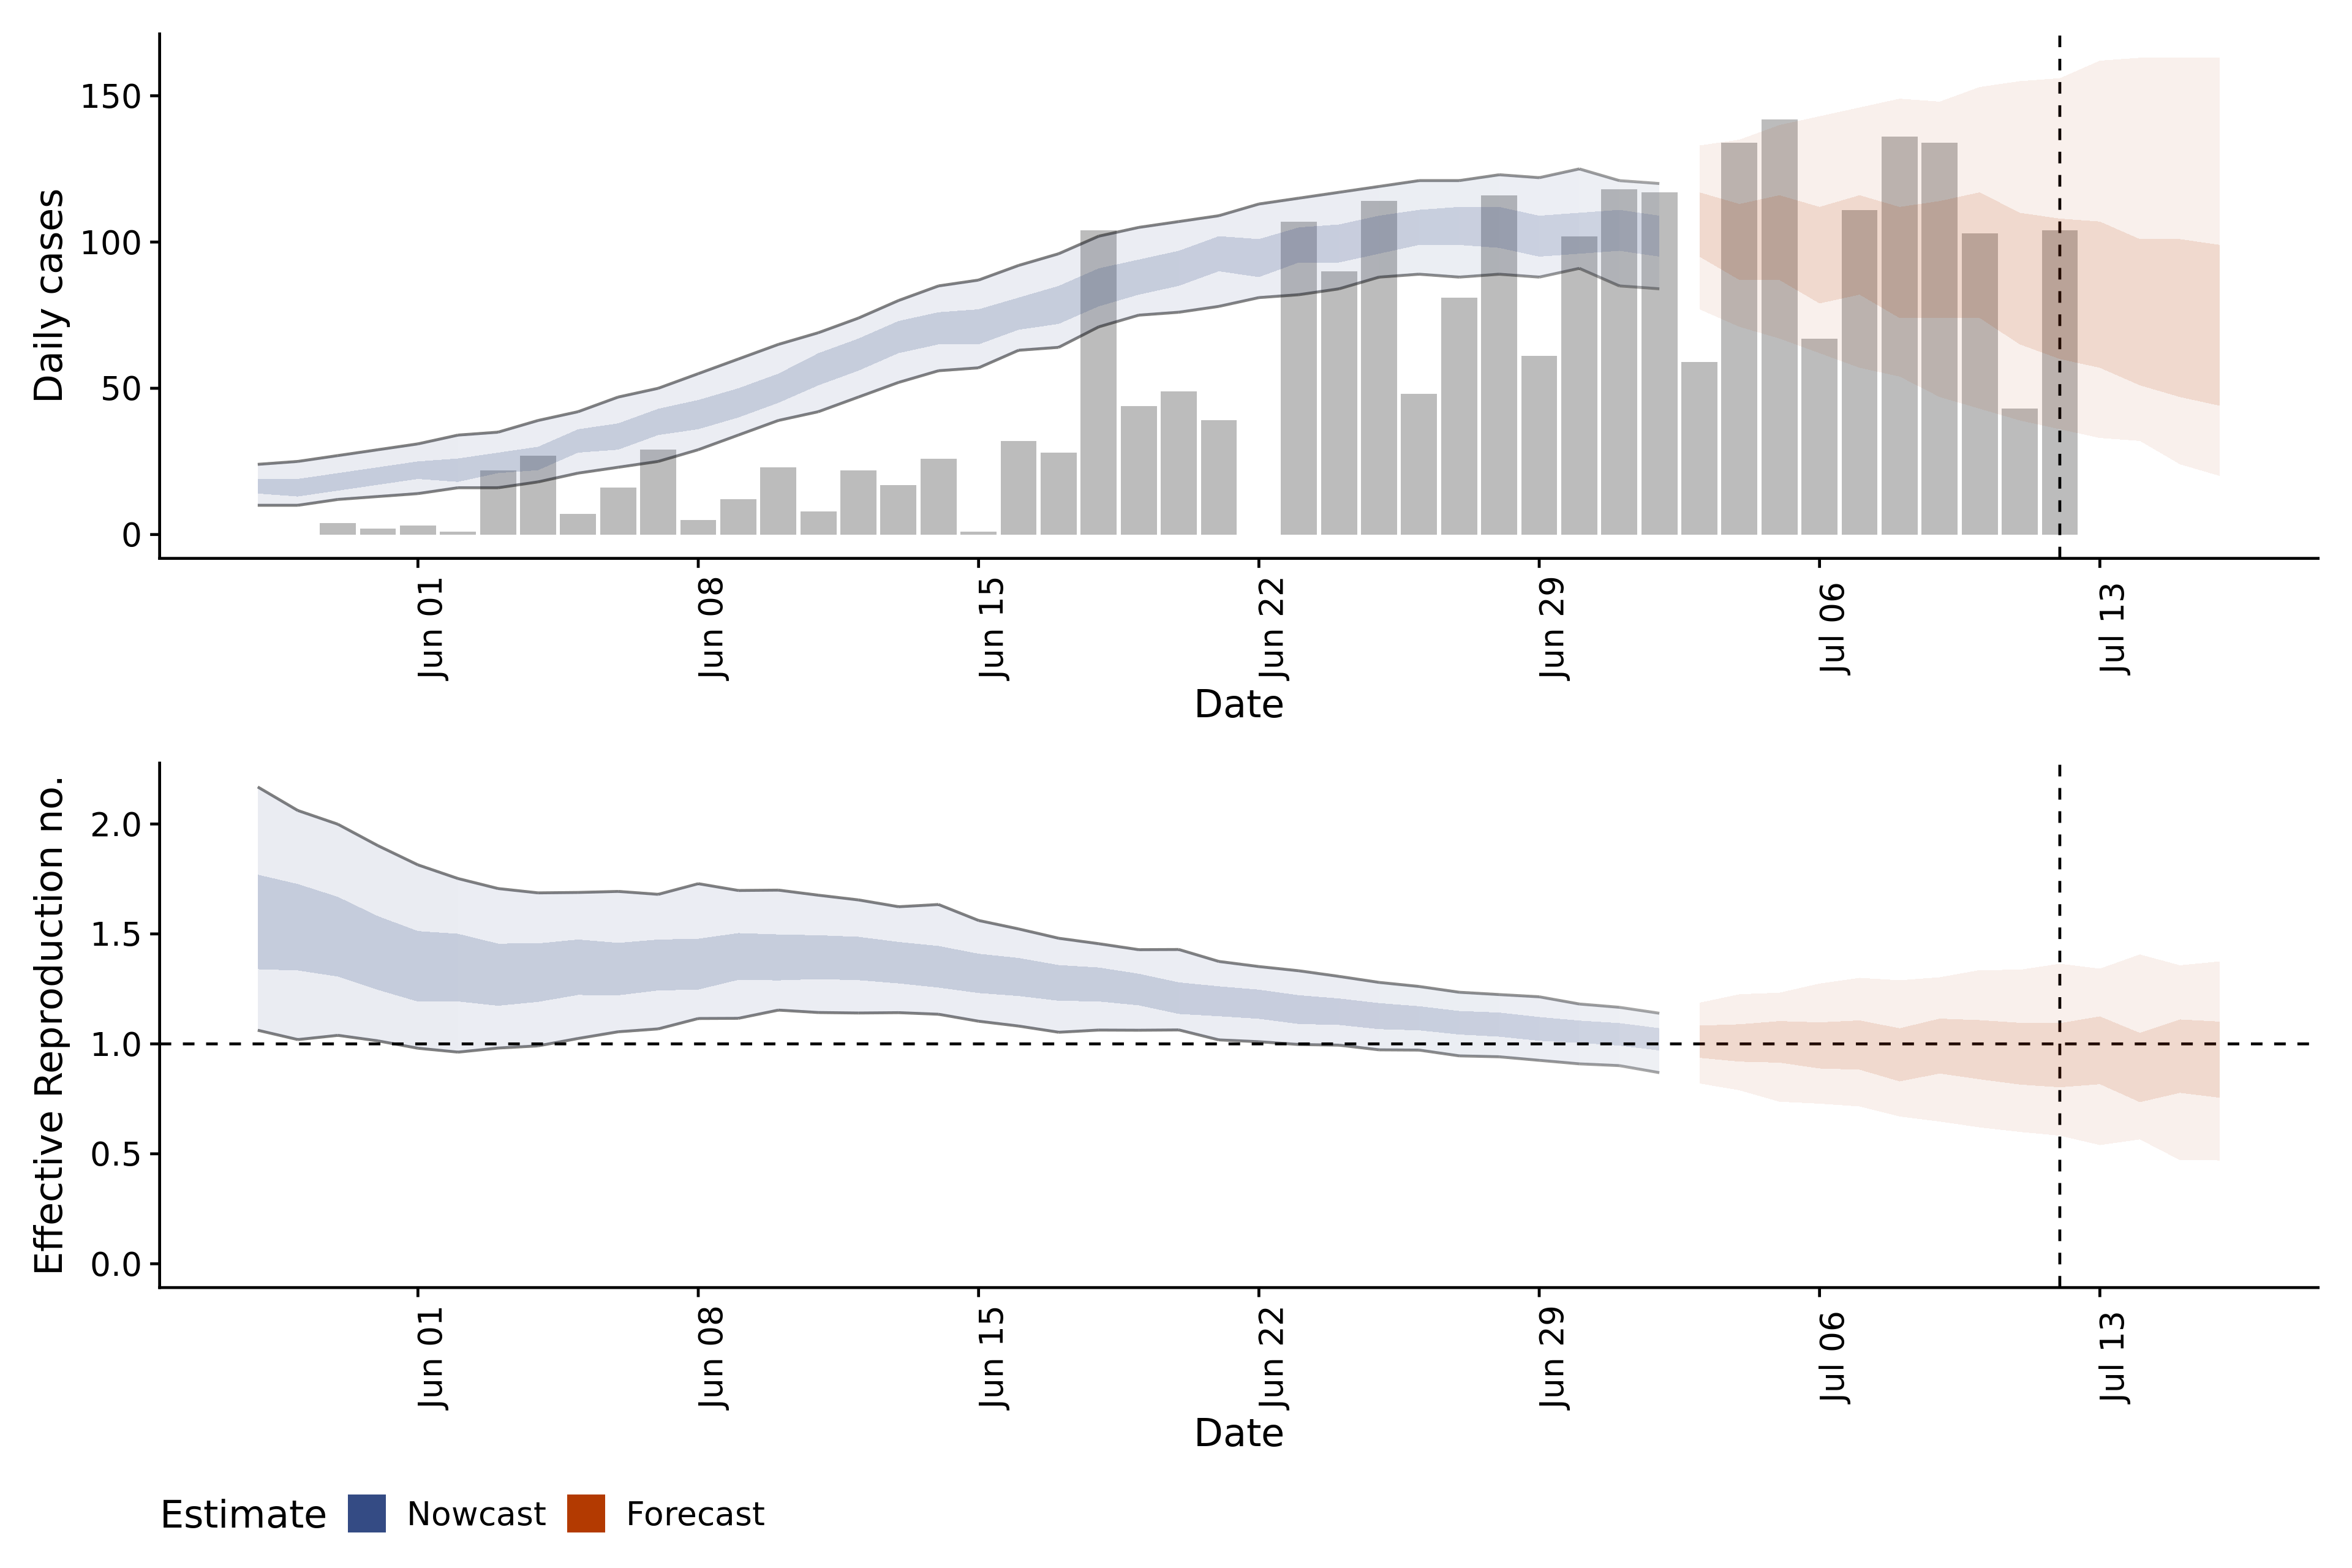 Daily cases
150
100
50
0
Jun 01
Jun 08
Jun 15
Jun 22
Jun 29
Jul 06
Jul 13
Date
Effective Reproduction no.
2.0
1.5
1.0
0.5
0.0
Jun 01
Jun 08
Jun 15
Jun 22
Jun 29
Jul 06
Jul 13
Date
Estimate Nowcast Forecast